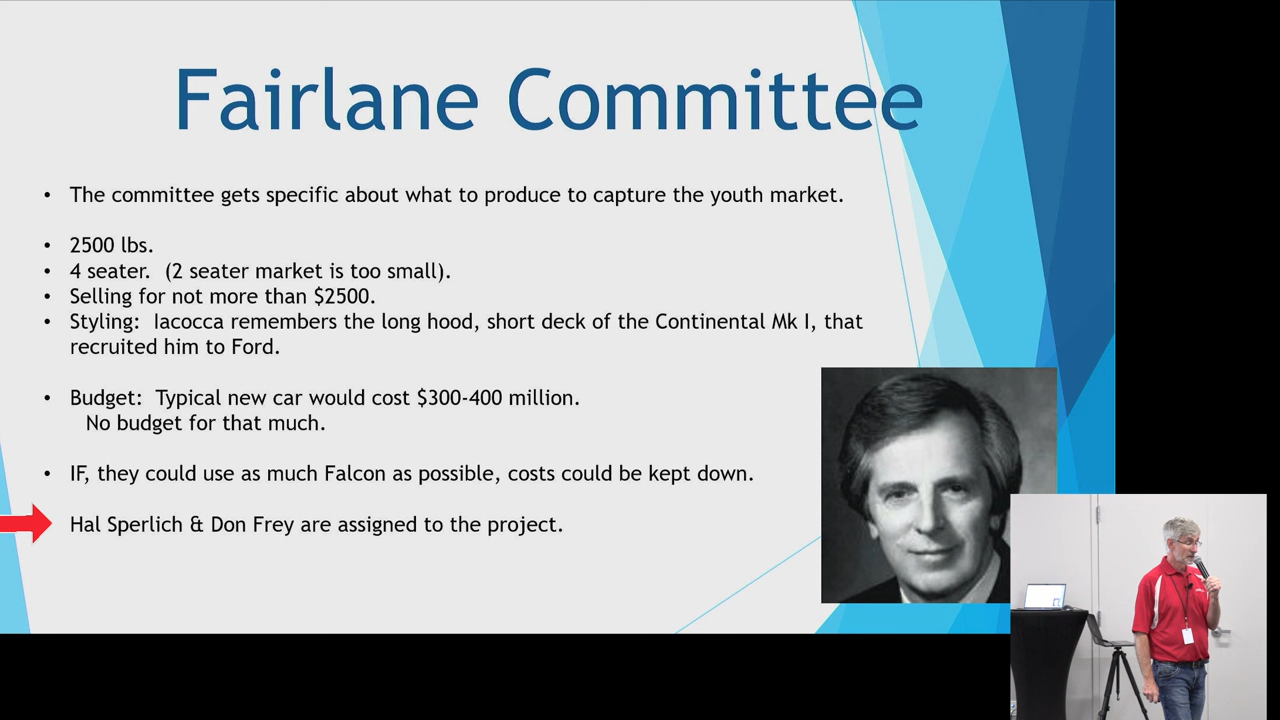 Fairlane Committee
• The committee gets specific about what to produce to capture the youth market.
• 2500 lbs.
• 4 seater. (2 seater market is too small).
• Selling for not more than $2500.
• Styling: Iacocca remembers the long hood, short deck of the Continental Mk I, that
recruited him to Ford.
• Budget: Typical new car would cost $300-400 million.
No budget for that much.
• IF, they could use as much Falcon as possible, costs could be kept down.
Hal Sperlich & Don Frey are assigned to the project.